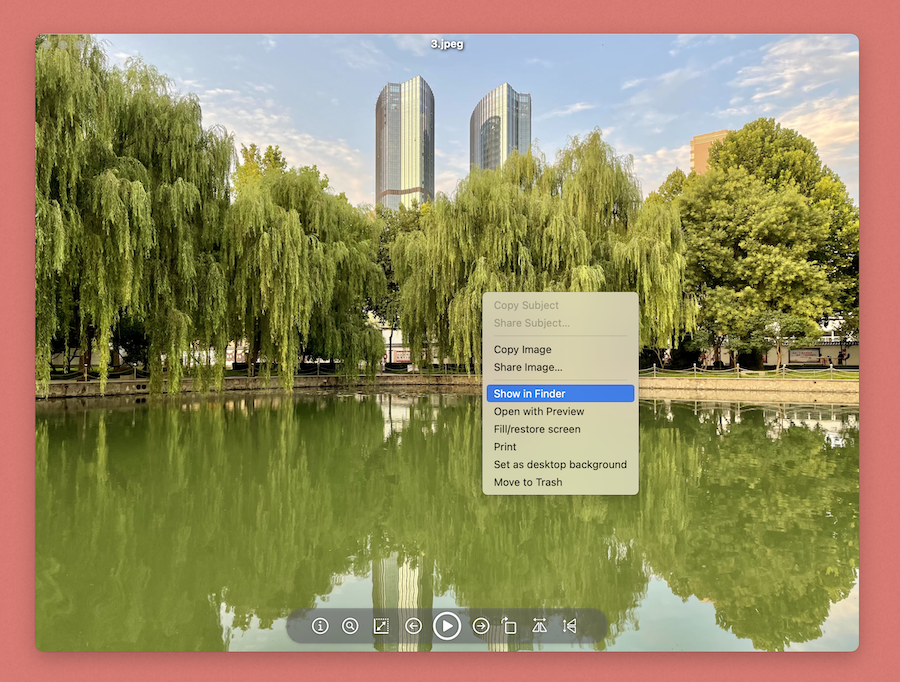 3.jpeg
Copy Subject
Share Subject...
Copy Image
Share Image...
Show in Finder
Open with Preview
Fill/restore screen
Print
Set as desktop background
Move to Trash